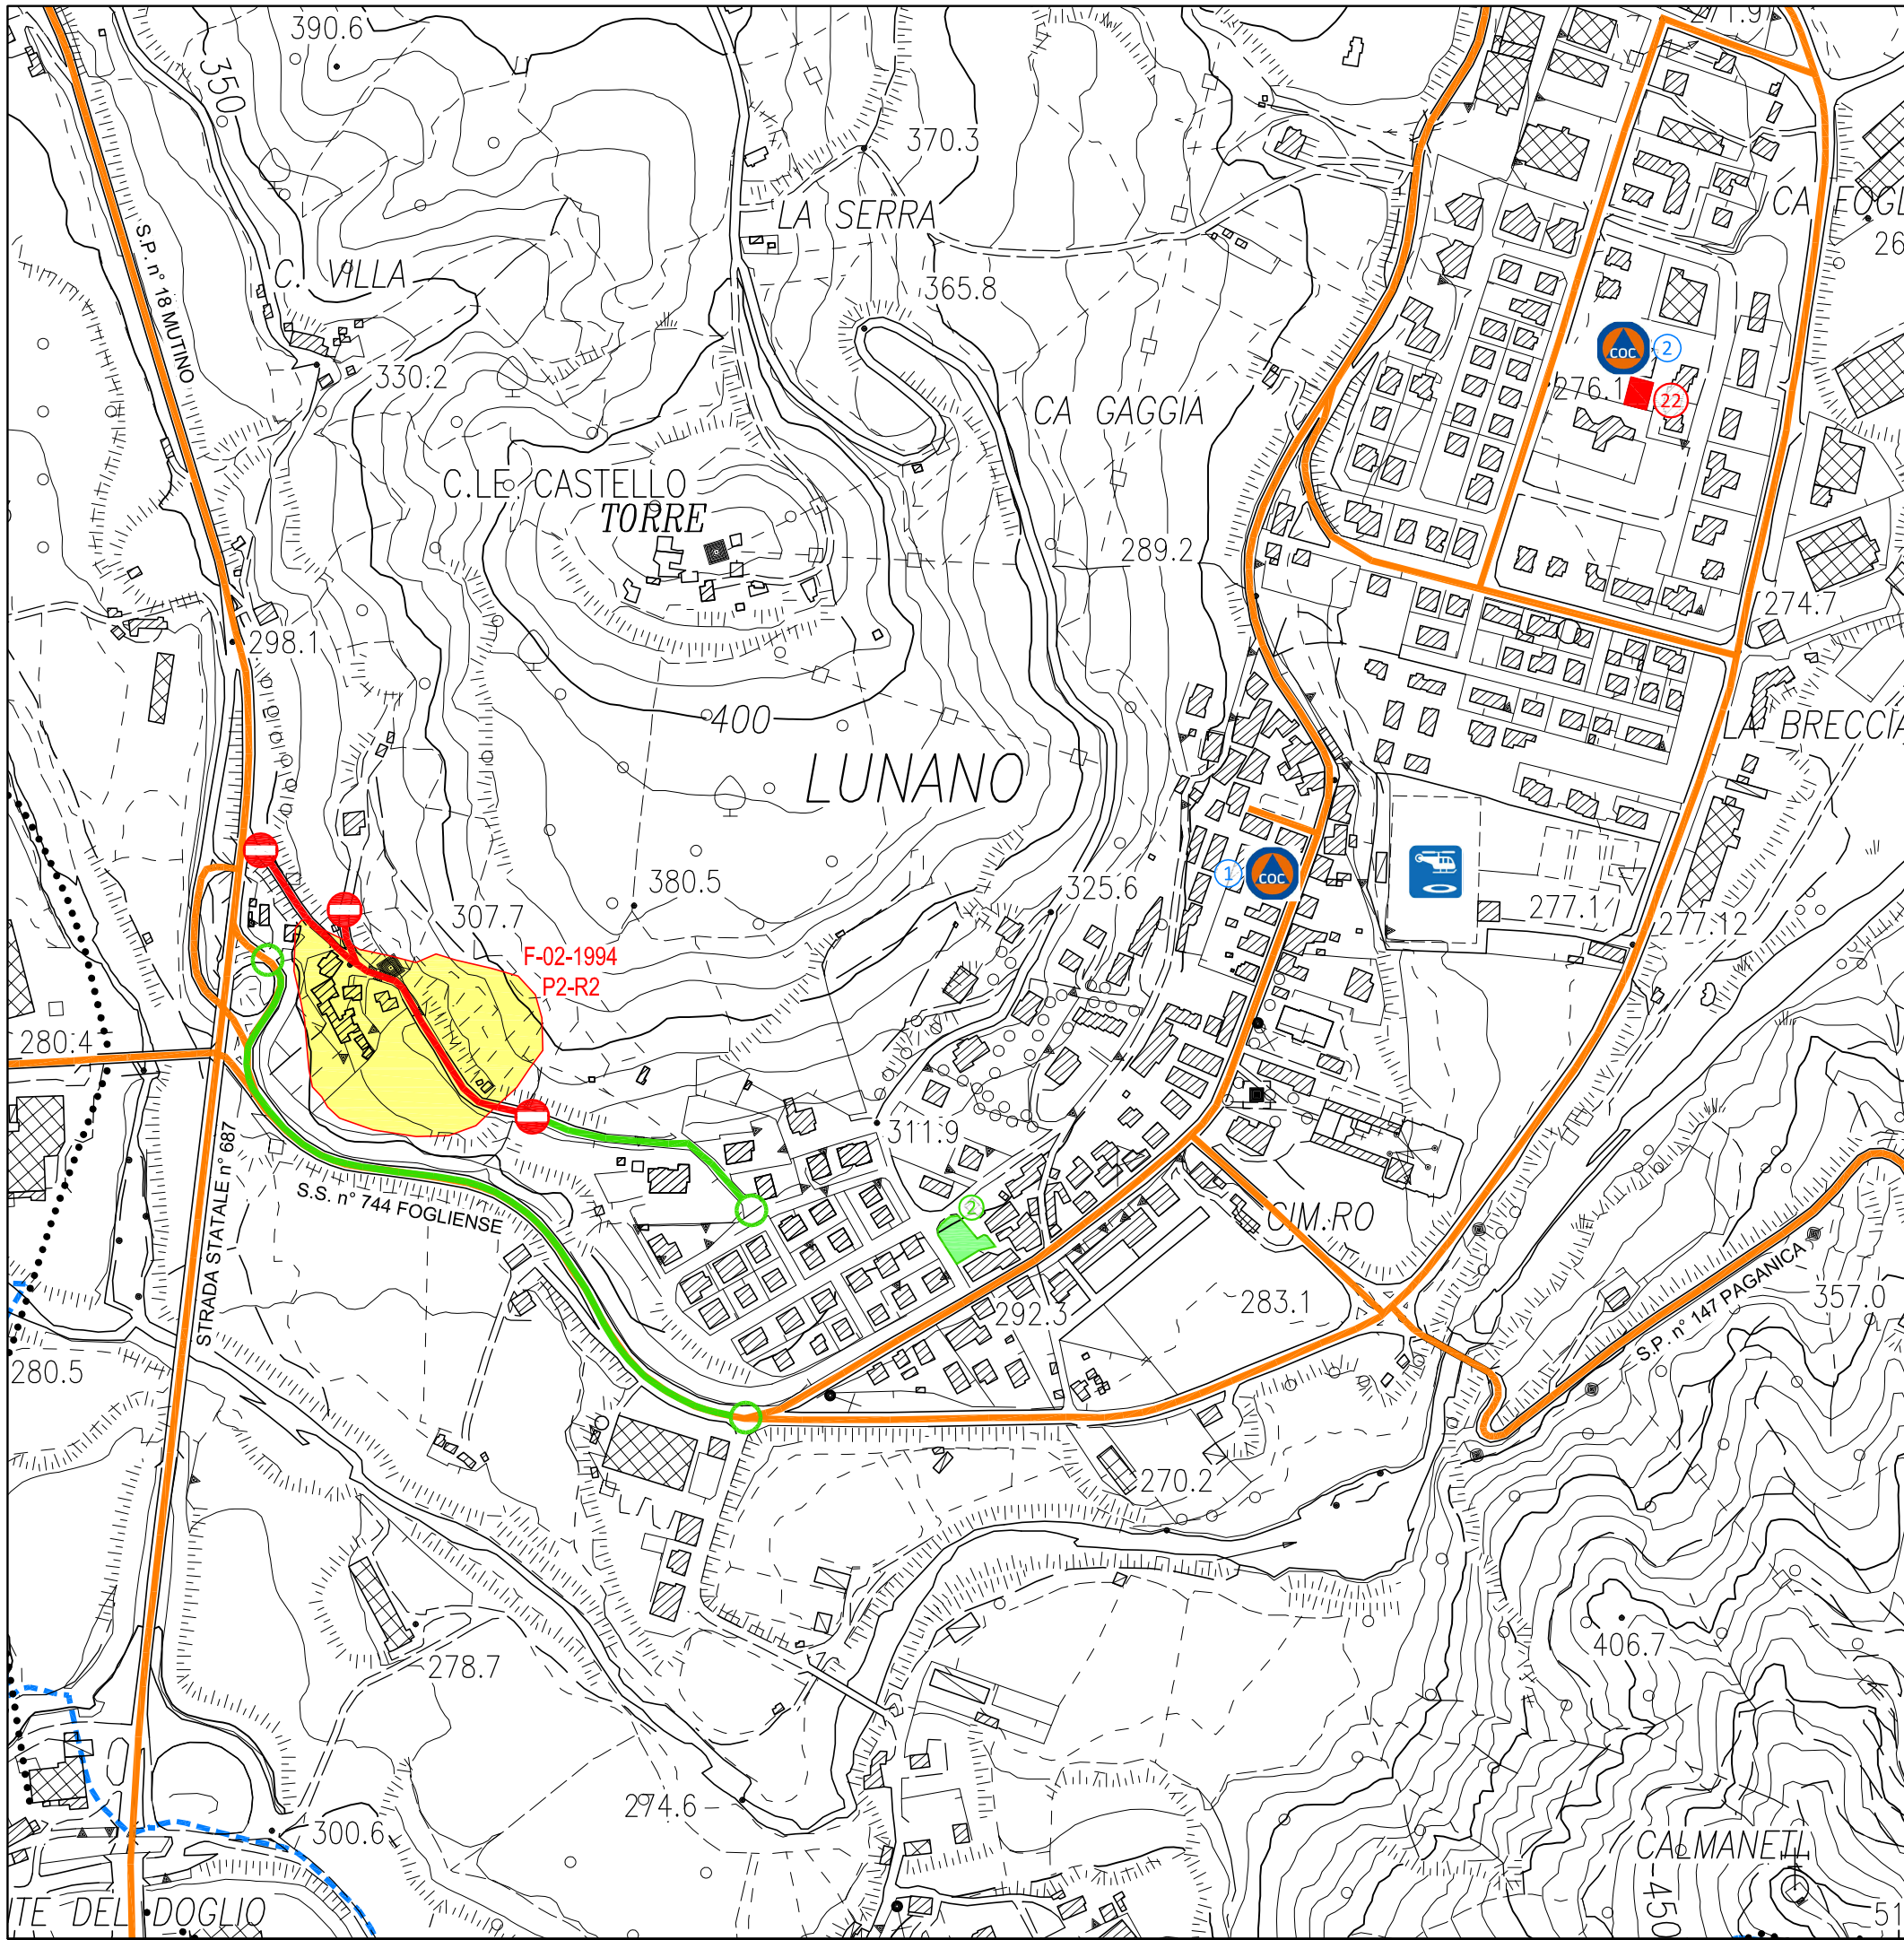 390.6
350
370.3
LA SERRA
S.P. n° 18 MUTINO
C. VILLA
365.8
330.2
COC
2
276.1
22
CA GAGGIA
C.LE CASTELLO
TORRE
289.2
274.7
298.1
400
LA BRECCIA
LUNANO
380.5
325.6
1
COC
277.1
277.12
307.7
F-02-1994
P2-R2
280.4
311.9
STRADA STATALE n° 687
S.S. n° 744 FOGLIENSE
2
CIM.RO
292.3
283.1
S.P. n° 147 PAGANICA
357.0
280.5
270.2
406.7
278.7
274.6
300.6
CALMANETI
450
51
DEL DOGLIO